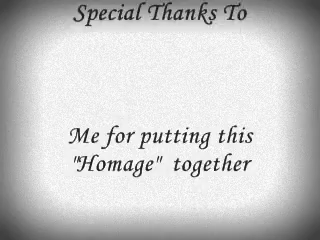 Special Thanks To
Me for putting this
"Homage" together